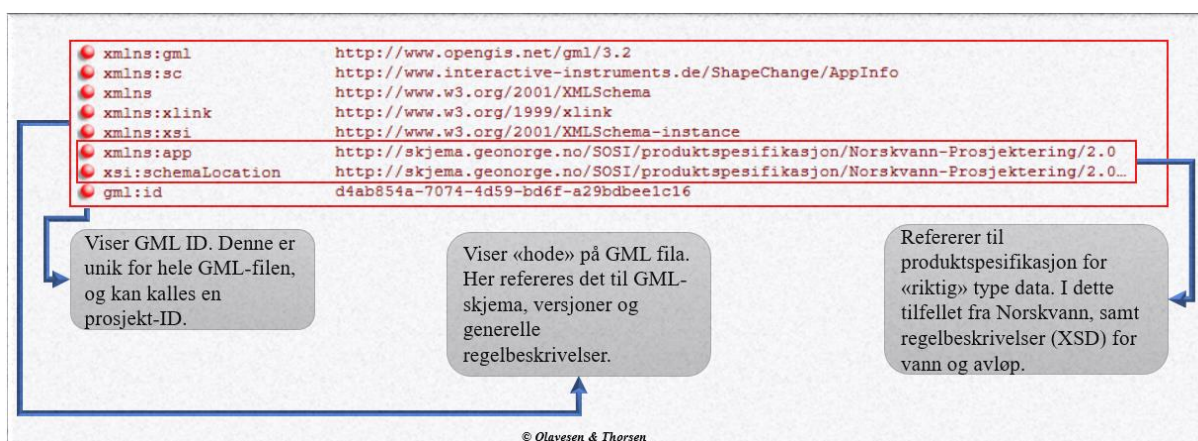 xmlns:gml http://www.opengis.net/gml/3.2
xmlns:sc http://www.interactive-instruments.de/ShapeChange/AppInfo
xmlns http://www.w3.org/2001/XMLSchema
xmlns:xlink http://www.w3.org/1999/xlink
xmlns:xsi http://www.w3.org/2001/XMLSchema-instance
xmlns:app http://skjema.geonorge.no/SOSI/produktspesifikasjon/Norskvann-Prosjektering/2.0
xsi:schemaLocation http://skjema.geonorge.no/SOSI/produktspesifikasjon/Norskvann-Prosjektering/2.0…
gml:id d4ab854a-7074-4d59-bd6f-a29bdbee1c16
Viser GML ID. Denne er
unik for hele GML-filen,
og kan kalles en
prosjekt-ID.
Viser «hode» på GML fila.
Her refereres det til GML-
skjema, versjoner og
generelle
regelbeskrivelser.
Refererer til
produktspesifikasjon for
«riktig» type data. I dette
tilfellet fra Norskvann, samt
regelbeskrivelser (XSD) for
vann og avløp.
© Olavesen & Thorsen